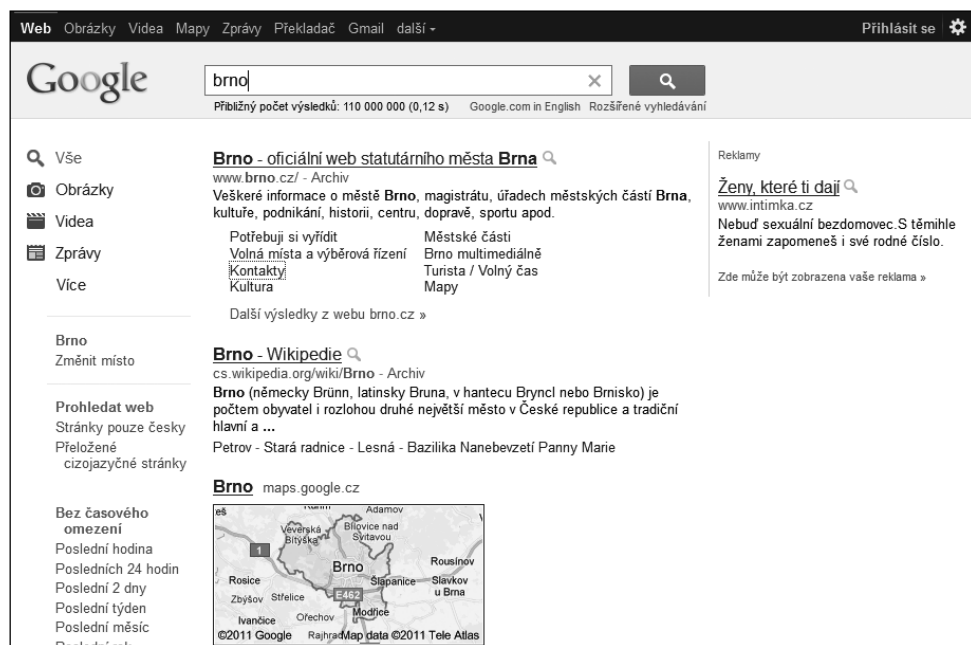 Web Obrázky Videa Mapy Zprávy Překladač Gmail další
Přihlásit se
Google
brno
Přibližný počet výsledků: 110 000 000 (0,12 s)
Google.com in English Rozšířené vyhledávání
Vše
Obrázky
Videa
Zprávy
Více
Brno
Změnit místo
Prohledat web
Stránky pouze česky
Přeložené
cizojazyčné stránky
Bez časového
omezení
Poslední hodina
Posledních 24 hodin
Poslední 2 dny
Poslední týden
Poslední měsíc
Brno - oficiální web statutárního města Brna
www.brno.cz/ - Archiv
Veškeré informace o městě Brno, magistrátu, úřadech městských částí Brna,
kultuře, podnikání, historii, centru, dopravě, sportu apod.
Potřebuji si vyřídit
Volná místa a výběrová řízení
Kontakty
Kultura
Městské části
Brno multimediálně
Turista / Volný čas
Mapy
Další výsledky z webu brno.cz »
Brno - Wikipedie
cs.wikipedia.org/wiki/Brno - Archiv
Brno (německy Brünn, latinsky Bruna, v hantecu Bryncl nebo Brnisko) je
počtem obyvatel i rozlohou druhé největší město v České republice a tradiční
hlavní a ...
Petrov - Stará radnice - Lesná - Bazilika Nanebevzetí Panny Marie
Brno maps.google.cz
Adamov
Veverská
Bítýška
Bílovice nad
Svitavou
1
Brno
Rousínov
Rosice
Šlapanice
Slavkov
u Brna
Zbýšov
Střelice
E462
Modřice
Ivančice
Ořechov
©2011 Google
Map data ©2011 Tele Atlas
Reklamy
Ženy, které ti dají
www.intimka.cz
Nebuď sexuální bezdomovec.S těmihle
ženami zapomeneš i své rodné číslo.
Zde může být zobrazena vaše reklama »